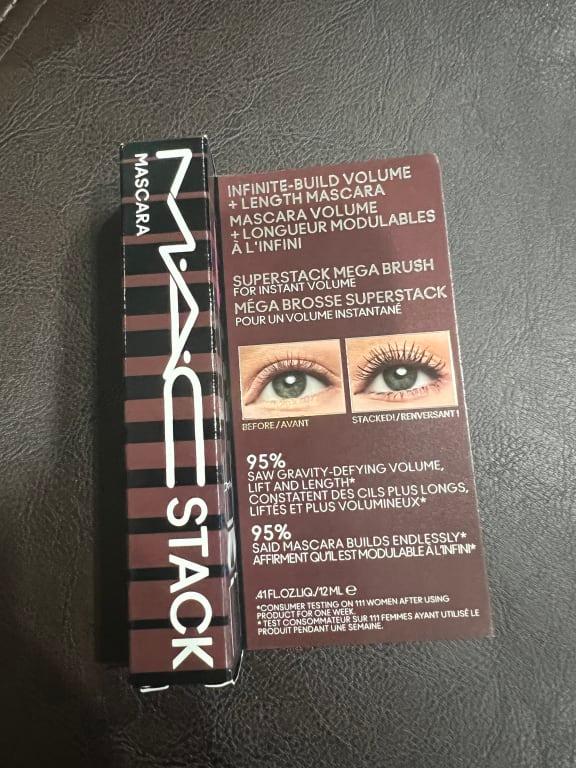 MASCARA
M·A·C
STACK
INFINITE-BUILD VOLUME
+ LENGTH MASCARA
MASCARA VOLUME
+ LONGUEUR MODULABLES
À L'INFINI
SUPERSTACK MEGA BRUSH
FOR INSTANT VOLUME
MÉGA BROSSE SUPERSTACK
POUR UN VOLUME INSTANTANÉ
BEFORE/AVANT
STACKED!/RENVERSANT!
95%
SAW GRAVITY-DEFYING VOLUME,
LIFT AND LENGTH*
CONSTATENT DES CILS PLUS LONGS,
LIFTÉS ET PLUS VOLUMINEUX*
95%
SAID MASCARA BUILDS ENDLESSLY*
AFFIRMENT QU'IL EST MODULABLE À L'INFINI*
.41 FL.OZ.LIQ./12 ML ℮
*CONSUMER TESTING ON 111 WOMEN AFTER USING
PRODUCT FOR ONE WEEK.
*TEST CONSOMMATEUR SUR 111 FEMMES AYANT UTILISÉ LE
PRODUIT PENDANT UNE SEMAINE.